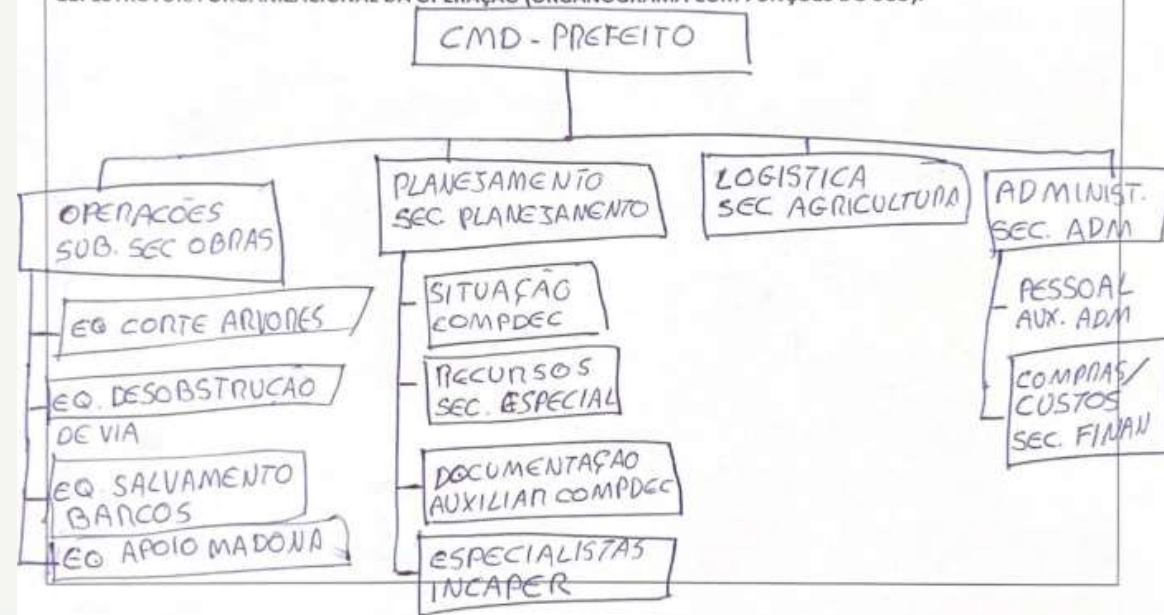 CMD - PREFEITO
OPERACÕES
SUB. SEC OBRAS
EQ CORTE ARVORES
EQ. DESOBSTRUÇÃO
DE VIA
EQ. SALVAMENTO
BARCOS
EQ APOIO MADONA
PLANEJAMENTO
SEC. PLANEJAMENTO
SITUAÇÃO
COMPDEC
RECURSOS
SEC. ESPECIAL
DOCUMENTAÇAO
AUXILIAR COMPDEC
ESPECIALISTAS
INCAPER
LOGISTICA
SEC AGRICULTURA
ADMINIST.
SEC. ADM
PESSOAL
AUX. ADM
COMPRAS/
CUSTOS
SEC. FINAN